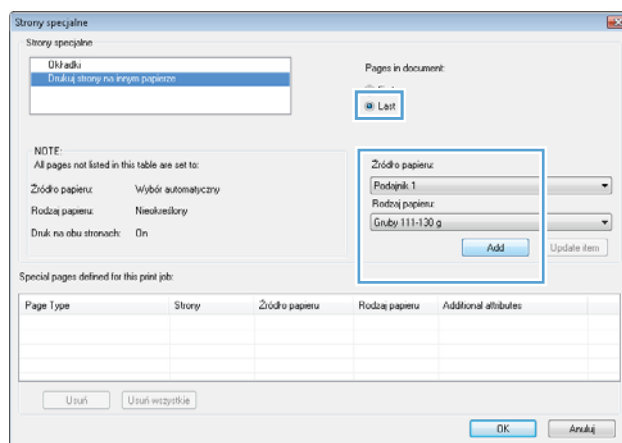 Strony specjalne
Strony specjalne
Okładki
Drukuj strony na innym papierze
Pages in document:
Last
NOTE:
All pages not listed in this table are set to:
Źródło papieru: Wybór automatyczny
Rodzaj papieru: Nieokreślony
Druk na obu stronach: On
Źródło papieru:
Podajnik 1
Rodzaj papieru:
Gruby 111-130 g
Add Update item
Special pages defined for this print job:
Page Type Strony Źródło papieru Rodzaj papieru Additional attributes
Usuń Usuń wszystkie
OK Anuluj